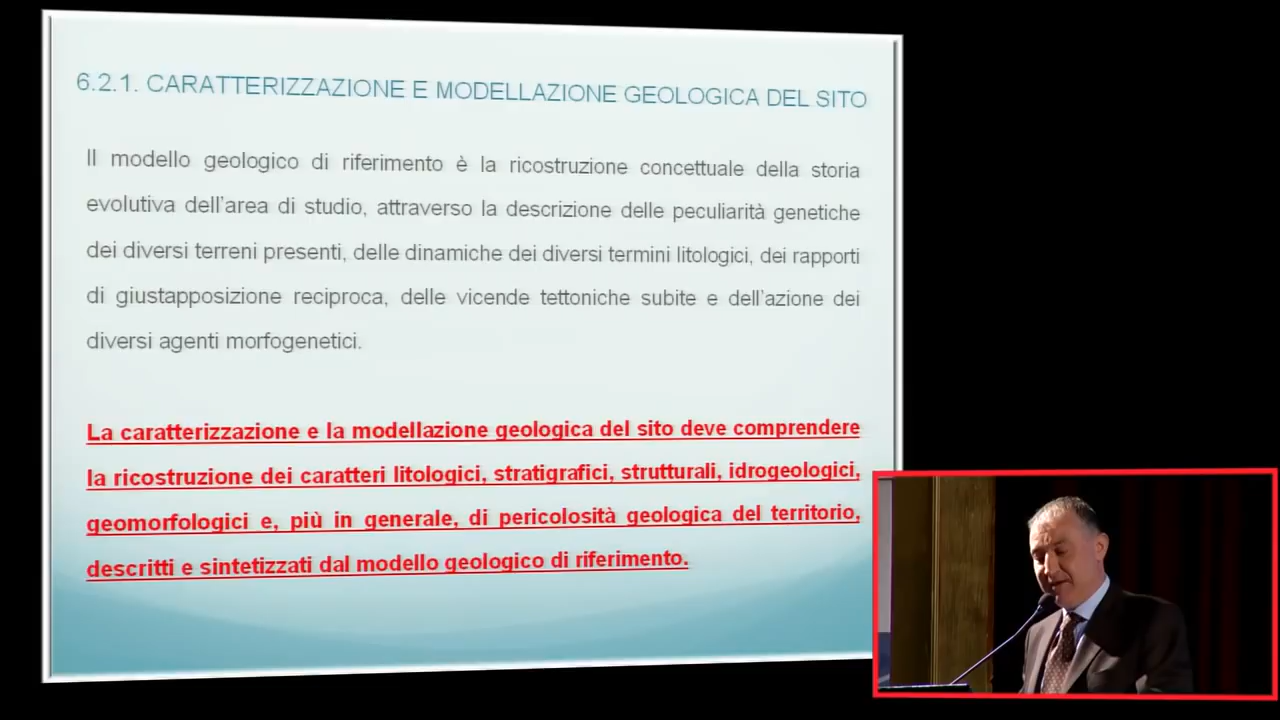 6.2.1. CARATTERIZZAZIONE E MODELLAZIONE GEOLOGICA DEL SITO
Il modello geologico di riferimento è la ricostruzione concettuale della storia
evolutiva dell'area di studio, attraverso la descrizione delle peculiarità genetiche
dei diversi terreni presenti, delle dinamiche dei diversi termini litologici, dei rapporti
di giustapposizione reciproca, delle vicende tettoniche subite e dell'azione dei
diversi agenti morfogenetici.
La caratterizzazione e la modellazione geologica del sito deve comprendere
la ricostruzione dei caratteri litologici, stratigrafici, strutturali, idrogeologici,
geomorfologici e, più in generale, di pericolosità geologica del territorio,
descritti e sintetizzati dal modello geologico di riferimento.